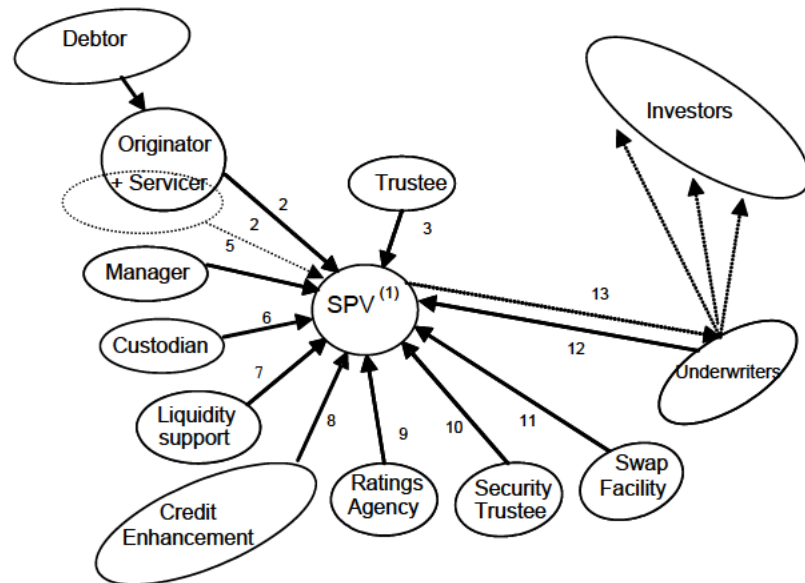 Debtor
Investors
Originator
+ Servicer
2
2
Trustee
3
5
Manager
SPV (1)
13
6
12
Custodian
Underwriters
7
Liquidity
support
8
9
10
11
Swap
Facility
Ratings
Agency
Security
Trustee
Credit
Enhancement